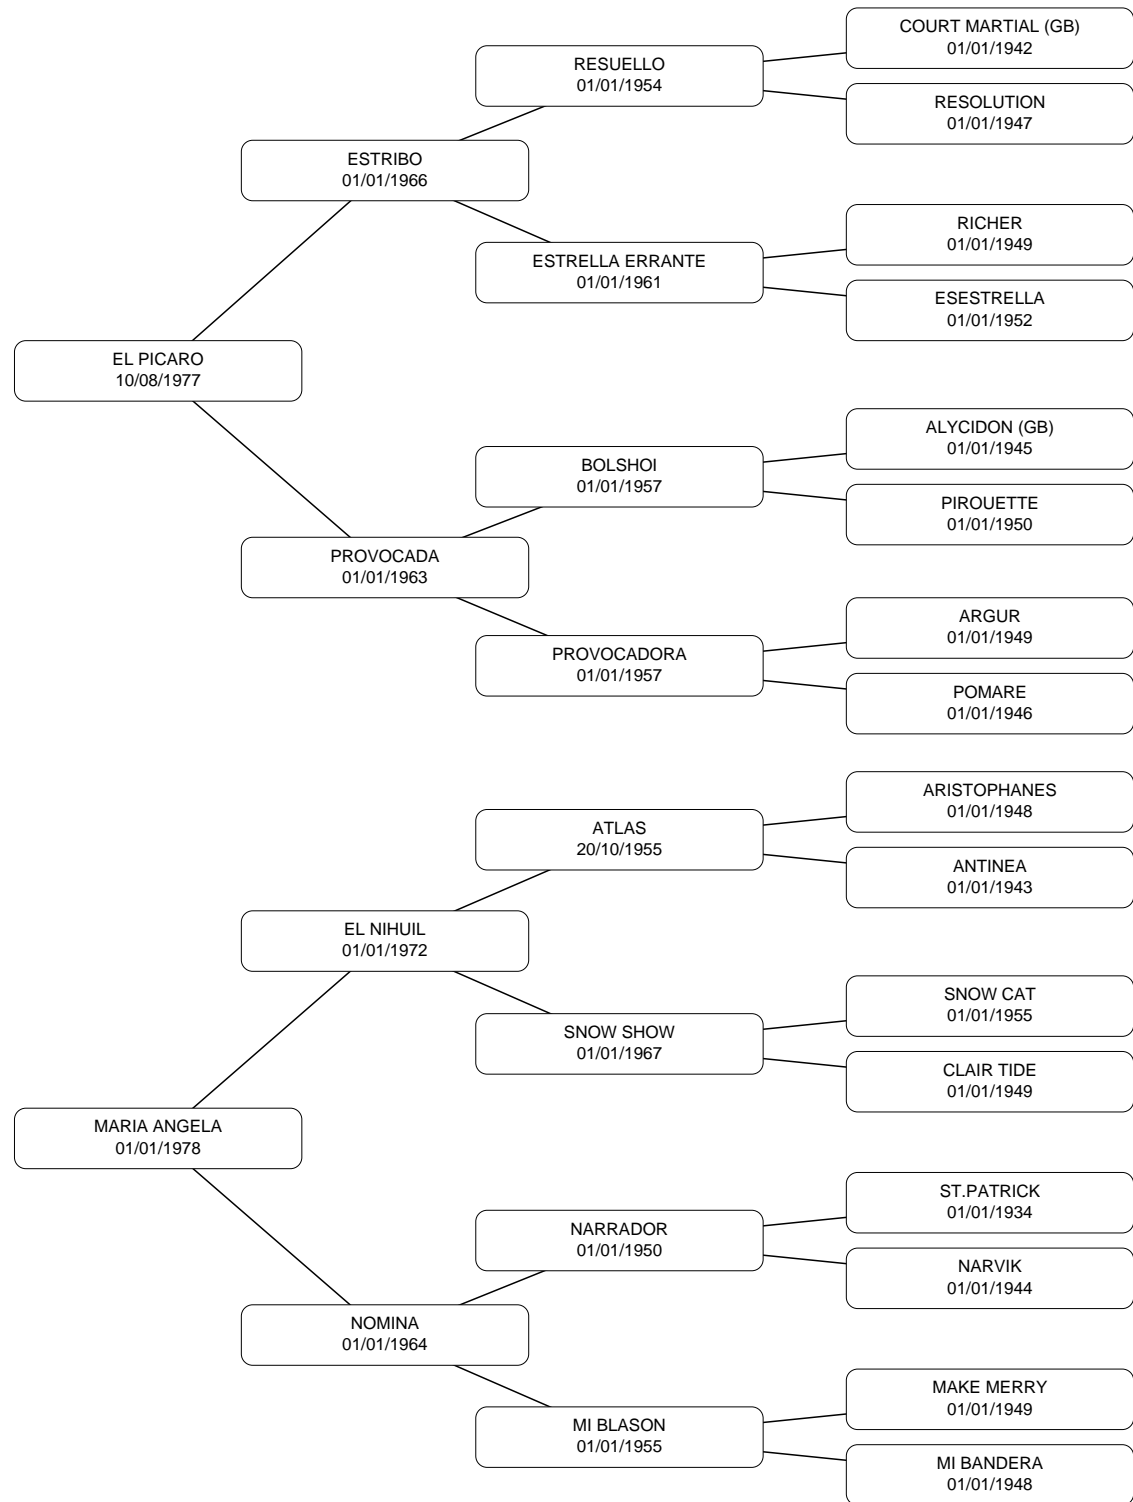 COURT MARTIAL (GB)
01/01/1942
RESUELLO
01/01/1954
RESOLUTION
01/01/1947
ESTRIBO
01/01/1966
RICHER
01/01/1949
ESTRELLA ERRANTE
01/01/1961
ESESTRELLA
01/01/1952
EL PICARO
10/08/1977
ALYCIDON (GB)
01/01/1945
BOLSHOI
01/01/1957
PIROUETTE
01/01/1950
PROVOCADA
01/01/1963
ARGUR
01/01/1949
PROVOCADORA
01/01/1957
POMARE
01/01/1946
ARISTOPHANES
01/01/1948
ATLAS
20/10/1955
ANTINEA
01/01/1943
EL NIHUIL
01/01/1972
SNOW CAT
01/01/1955
SNOW SHOW
01/01/1967
CLAIR TIDE
01/01/1949
MARIA ANGELA
01/01/1978
ST.PATRICK
01/01/1934
NARRADOR
01/01/1950
NARVIK
01/01/1944
NOMINA
01/01/1964
MAKE MERRY
01/01/1949
MI BLASON
01/01/1955
MI BANDERA
01/01/1948